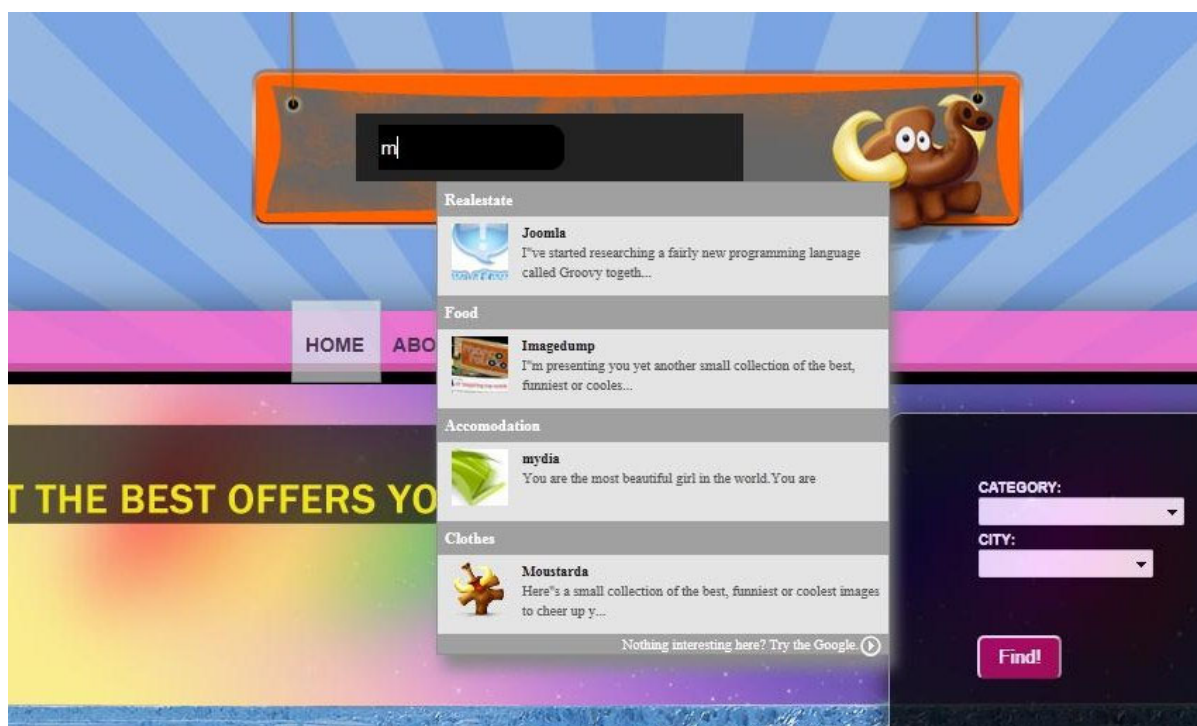 m
Realestate
Joomla
I"ve started researching a fairly new programming language
called Groovy togeth...
Food
Imagedump
I"m presenting you yet another small collection of the best,
funniest or cooles...
Accomodation
mydia
You are the most beautiful girl in the world.You are
Clothes
Moustarda
Here"s a small collection of the best, funniest or coolest images
to cheer up y...
Nothing interesting here? Try the Google.
HOME ABO
T THE BEST OFFERS YO
CATEGORY:
CITY:
Find!